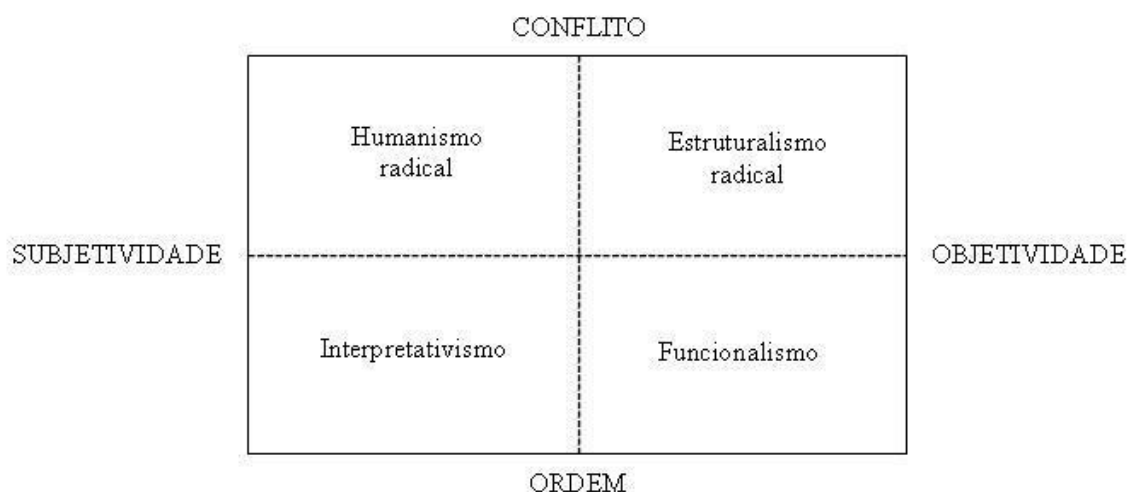 CONFLITO
Humanismo
radical
Estruturalismo
radical
SUBJETIVIDADE
OBJETIVIDADE
Interpretativismo
Funcionalismo
ORDEM